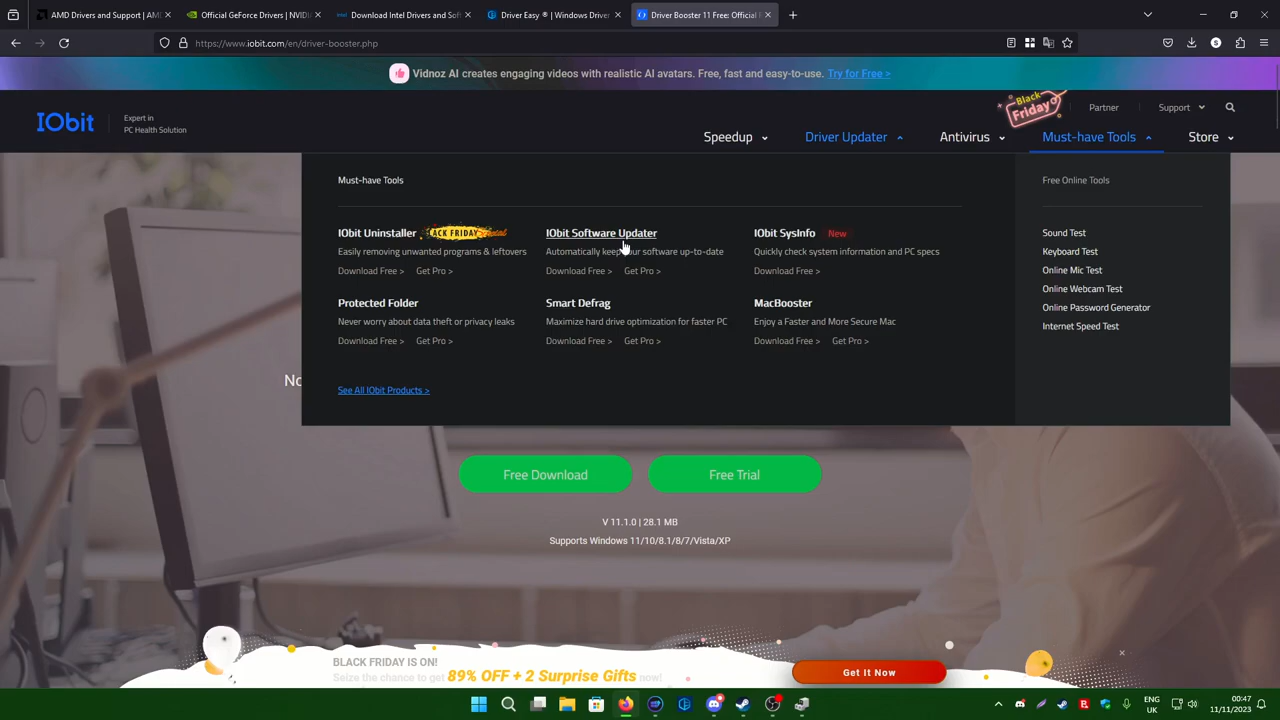 AMD Drivers and Support | AM
Official GeForce Drivers | NVIDI
Download Intel Drivers and Sof
Driver Easy ® | Windows Driver
Driver Booster 11 Free: Official
https://www.iobit.com/en/driver-booster.php
Vidnoz AI creates engaging videos with realistic AI avatars. Free, fast and easy-to-use. Try for Free >
IObit
Expert in
PC Health Solution
Black
Friday
Partner
Support
Speedup
Driver Updater
Antivirus
Must-have Tools
Store
Must-have Tools
Free Online Tools
IObit Uninstaller
ACK FRIDAY
IObit Software Updater
IObit SysInfo
New
Easily removing unwanted programs & leftovers
Automatically keep your software up-to-date
Quickly check system information and PC specs
Download Free >
Get Pro >
Download Free >
Get Pro >
Download Free >
Protected Folder
Smart Defrag
MacBooster
Never worry about data theft or privacy leaks
Maximize hard drive optimization for faster PC
Enjoy a Faster and More Secure Mac
Download Free >
Get Pro >
Download Free >
Get Pro >
Download Free >
Get Pro >
See All IObit Products >
Sound Test
Keyboard Test
Online Mic Test
Online Webcam Test
Online Password Generator
Internet Speed Test
No
Free Download
Free Trial
V 11.1.0 | 28.1 MB
Supports Windows 11/10/8.1/8/7/Vista/XP
BLACK FRIDAY IS ON!
Seize the chance to get 89% OFF + 2 Surprise Gifts now!
Get It Now
ENG
UK
00:47
11/11/2023